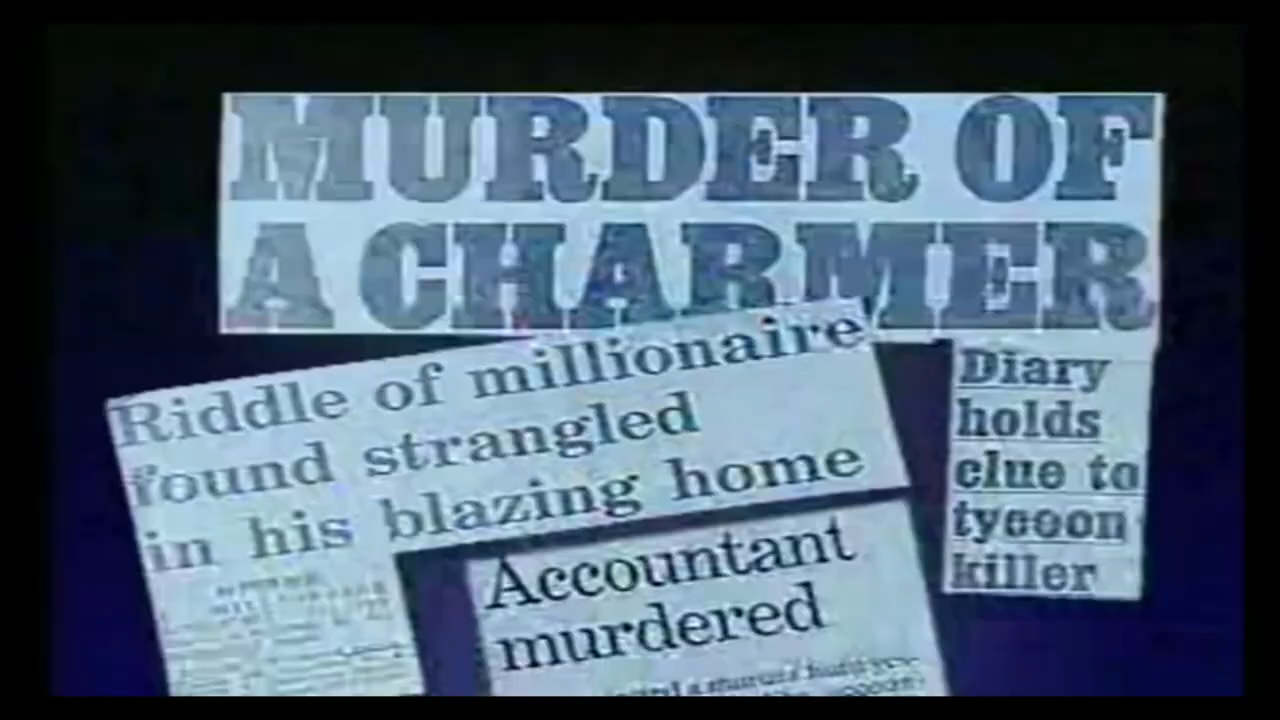 MURDER OF
A CHARMER
Riddle of millionaire
found strangled
in his blazing home
Diary
holds
clue to
tycoon
killer
Accountant
murdered